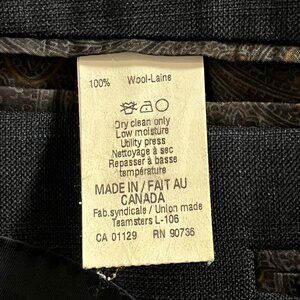 100% Wool-Laine
Dry clean only
Low moisture
Utility press
Nettoyage à sec
Repasser à basse
température
MADE IN / FAIT AU
CANADA
Fab.syndicale / Union made
Teamsters L-106
CA 01129 RN 90736